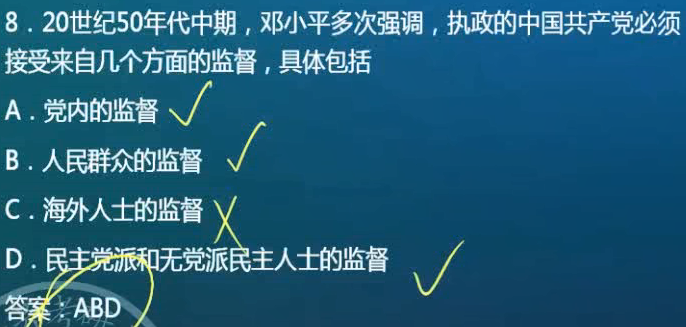 8．20世纪50年代中期，邓小平多次强调，执政的中国共产党必须
接受来自几个方面的监督，具体包括
A．党内的监督
B．人民群众的监督
C．海外人士的监督
D．民主党派和无党派民主人士的监督
答案：ABD